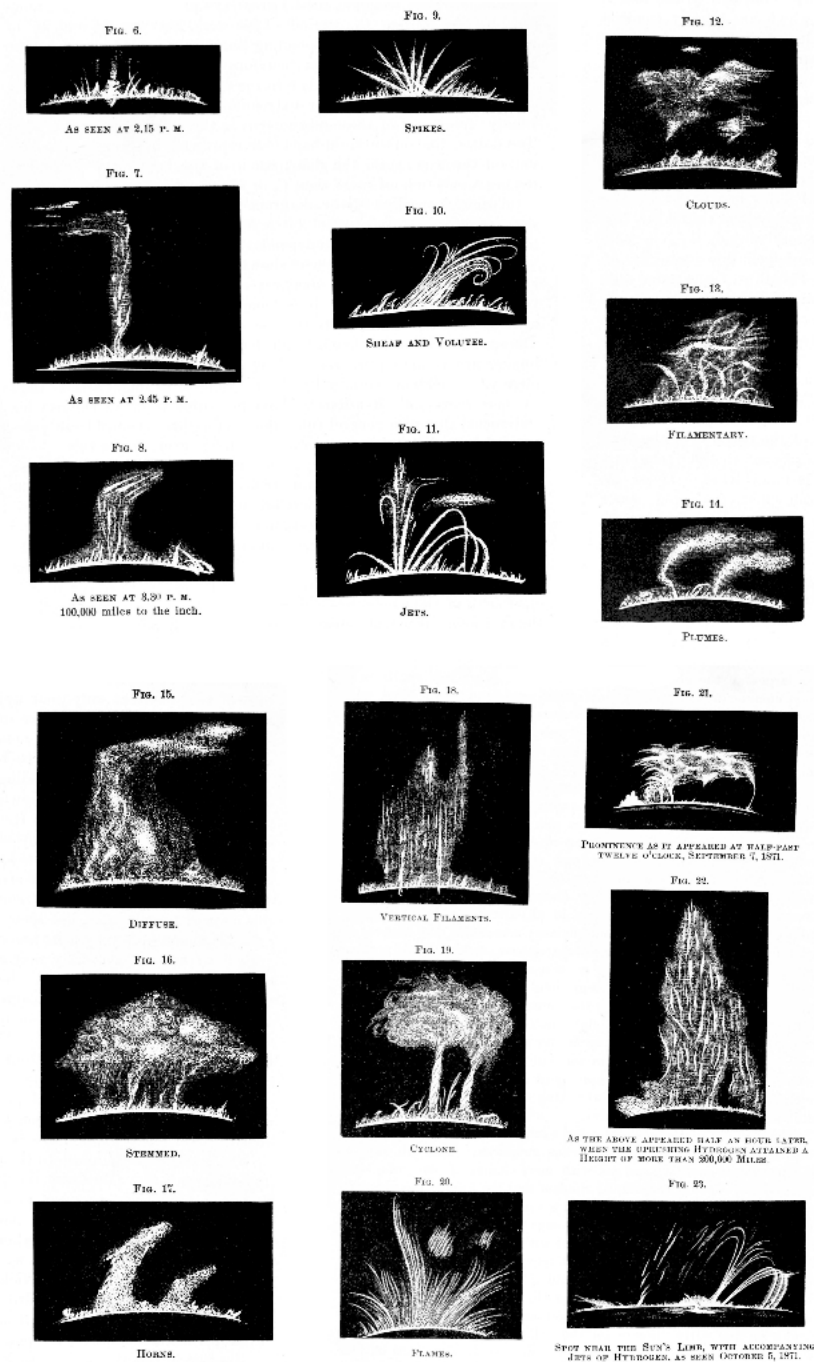 FIG. 6.
AS SEEN AT 2.15 P. M.
FIG. 7.
AS SEEN AT 2.45 P. M.
FIG. 8.
AS SEEN AT 3.30 P. M.
100,000 miles to the inch.
FIG. 9.
SPIKES.
FIG. 10.
SHEAF AND VOLUTES.
FIG. 11.
JETS.
FIG. 12.
CLOUDS.
FIG. 13.
FILAMENTARY.
FIG. 14.
PLUMES.
FIG. 15.
DIFFUSE.
FIG. 16.
STEMMED.
FIG. 17.
HORNS.
FIG. 18.
VERTICAL FILAMENTS.
FIG. 19.
CYCLONE.
FIG. 20.
FLAMES.
FIG. 21.
PROMINENCE AS IT APPEARED AT HALF-PAST
TWELVE O'CLOCK, SEPTEMBER 7, 1871.
FIG. 22.
AS THE ABOVE APPEARED HALF AN HOUR LATER,
WHEN THE UPRUSHING HYDROGEN ATTAINED A
HEIGHT OF MORE THAN 200,000 MILES.
FIG. 23.
SPOT NEAR THE SUN'S LIMB, WITH ACCOMPANYING
JETS OF HYDROGEN, AS SEEN OCTOBER 5, 1871.